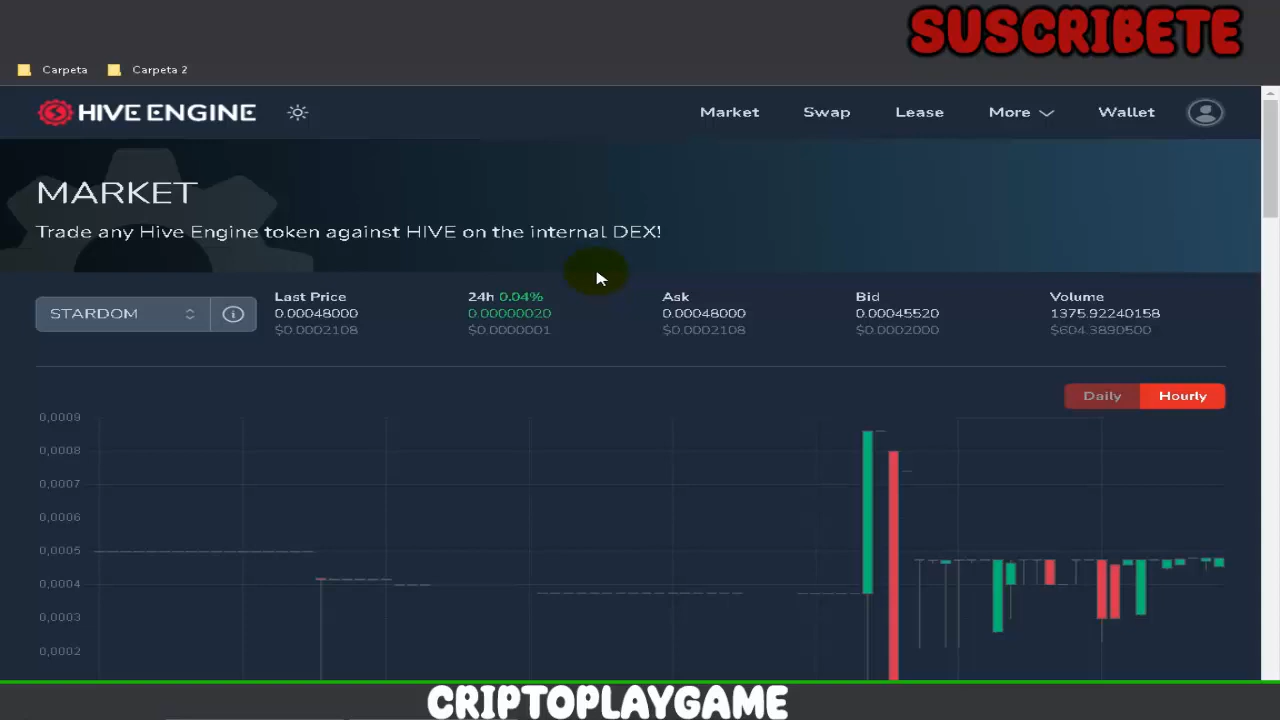 SUSCRIBETE
Carpeta Carpeta 2
HIVE ENGINE Market Swap Lease More Wallet
MARKET
Trade any Hive Engine token against HIVE on the internal DEX!
STARDOM
Last Price
0.00048000
$0.0002108
24h 0.04%
0.00000020
$0.0000001
Ask
0.00048000
$0.0002108
Bid
0.00045520
$0.0002000
Volume
1375.92240158
$604.3890500
Daily Hourly
0,0009
0,0008
0,0007
0,0006
0,0005
0,0004
0,0003
0,0002
CRIPTOPLAYGAME